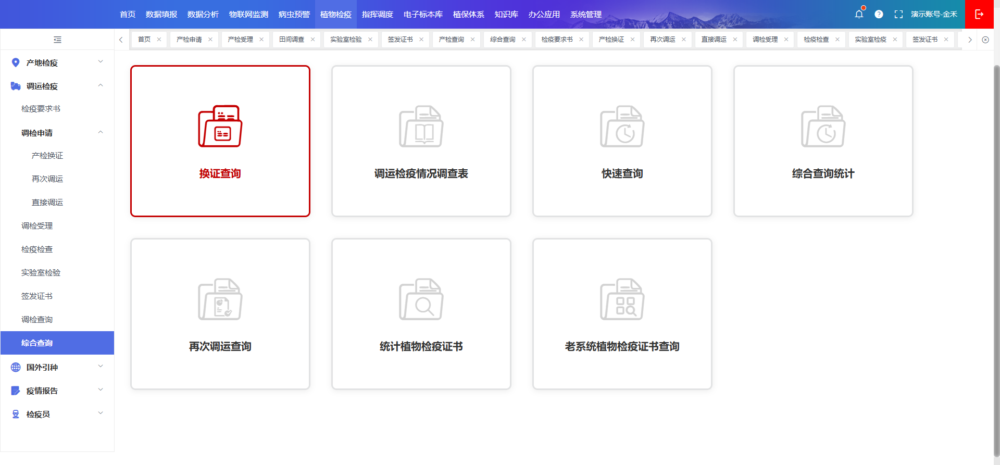 首页 数据填报 数据分析 物联网监测 病虫预警 植物检疫 指挥调度 电子标本库 植保体系 知识库 办公应用 系统管理 演示账号-金禾
首页 产检申请 产检受理 田间调查 实验室检验 签发证书 产检查询 综合查询 检疫要求书 产检换证 再次调运 直接调运 调检受理 检疫检查 实验室检疫 签发证书
产地检疫
调运检疫
检疫要求书
调检申请
产检换证
再次调运
直接调运
调检受理
检疫检查
实验室检验
签发证书
调检查询
综合查询
国外引种
疫情报告
检疫员
换证查询
调运检疫情况调查表
快速查询
综合查询统计
再次调运查询
统计植物检疫证书
老系统植物检疫证书查询